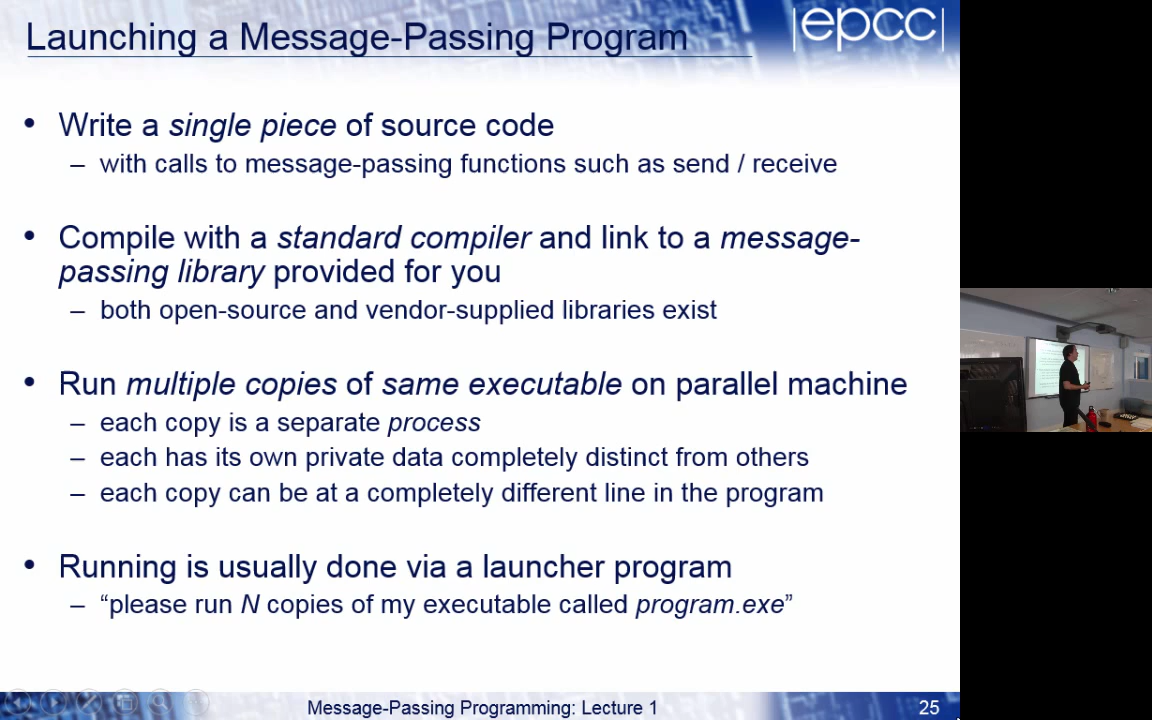 Launching a Message-Passing Program
|epcc|
• Write a single piece of source code
– with calls to message-passing functions such as send / receive
• Compile with a standard compiler and link to a message-
passing library provided for you
– both open-source and vendor-supplied libraries exist
• Run multiple copies of same executable on parallel machine
– each copy is a separate process
– each has its own private data completely distinct from others
– each copy can be at a completely different line in the program
• Running is usually done via a launcher program
– “please run N copies of my executable called program.exe”
Message-Passing Programming: Lecture 1
25